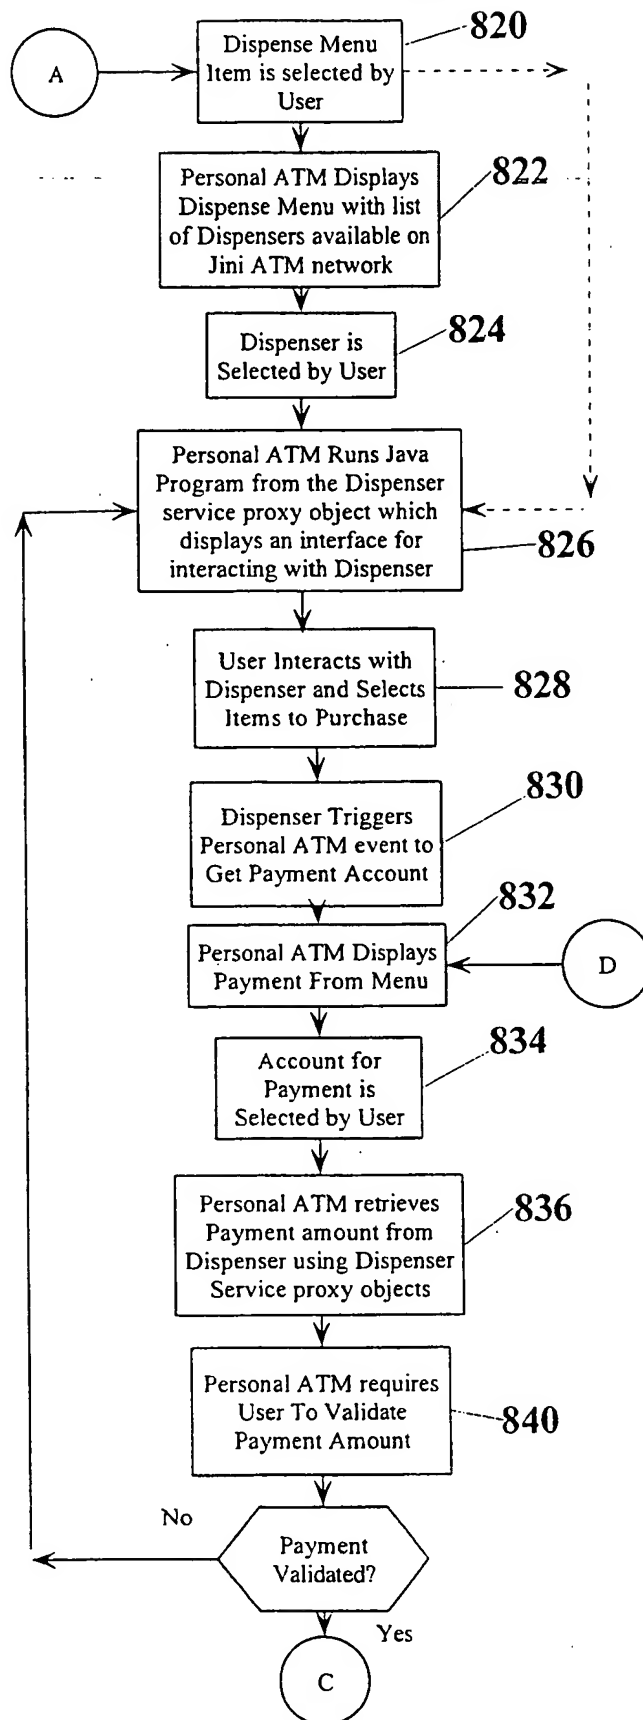 820
A
Dispense Menu
Item is selected by
User
Personal ATM Displays
Dispense Menu with list
of Dispensers available on
Jini ATM network
822
Dispenser is
Selected by User
824
Personal ATM Runs Java
Program from the Dispenser
service proxy object which
displays an interface for
interacting with Dispenser
826
User Interacts with
Dispenser and Selects
Items to Purchase
828
Dispenser Triggers
Personal ATM event to
Get Payment Account
830
832
Personal ATM Displays
Payment From Menu
D
Account for
Payment is
Selected by User
834
Personal ATM retrieves
Payment amount from
Dispenser using Dispenser
Service proxy objects
836
Personal ATM requires
User To Validate
Payment Amount
840
No
Payment
Validated?
Yes
C